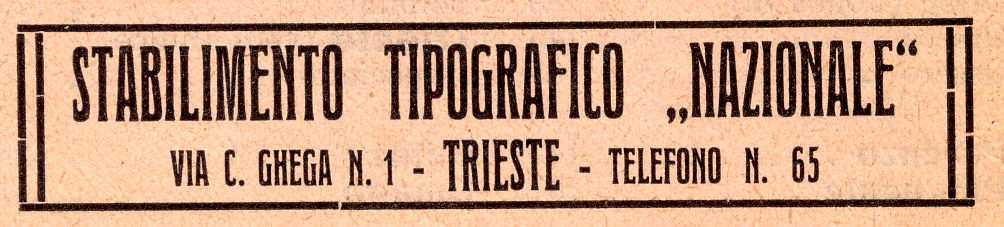 STABILIMENTO TIPOGRAFICO „NAZIONALE“
VIA C. GHEGA N. 1 - TRIESTE - TELEFONO N. 65